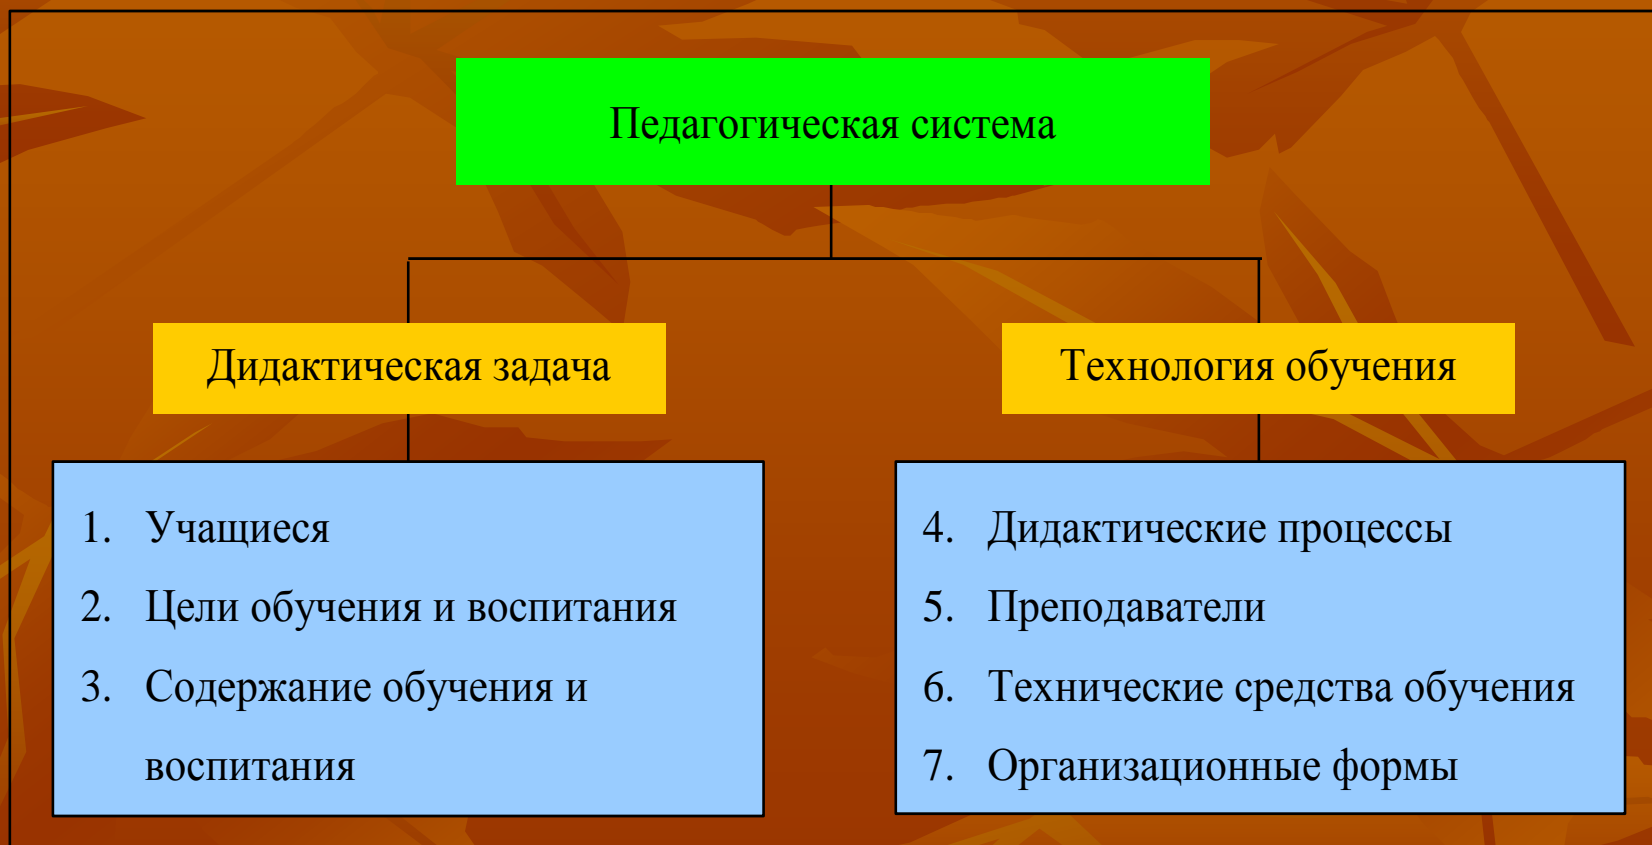 Педагогическая система
Дидактическая задача
Технология обучения
1. Учащиеся
2. Цели обучения и воспитания
3. Содержание обучения и
воспитания
4. Дидактические процессы
5. Преподаватели
6. Технические средства обучения
7. Организационные формы